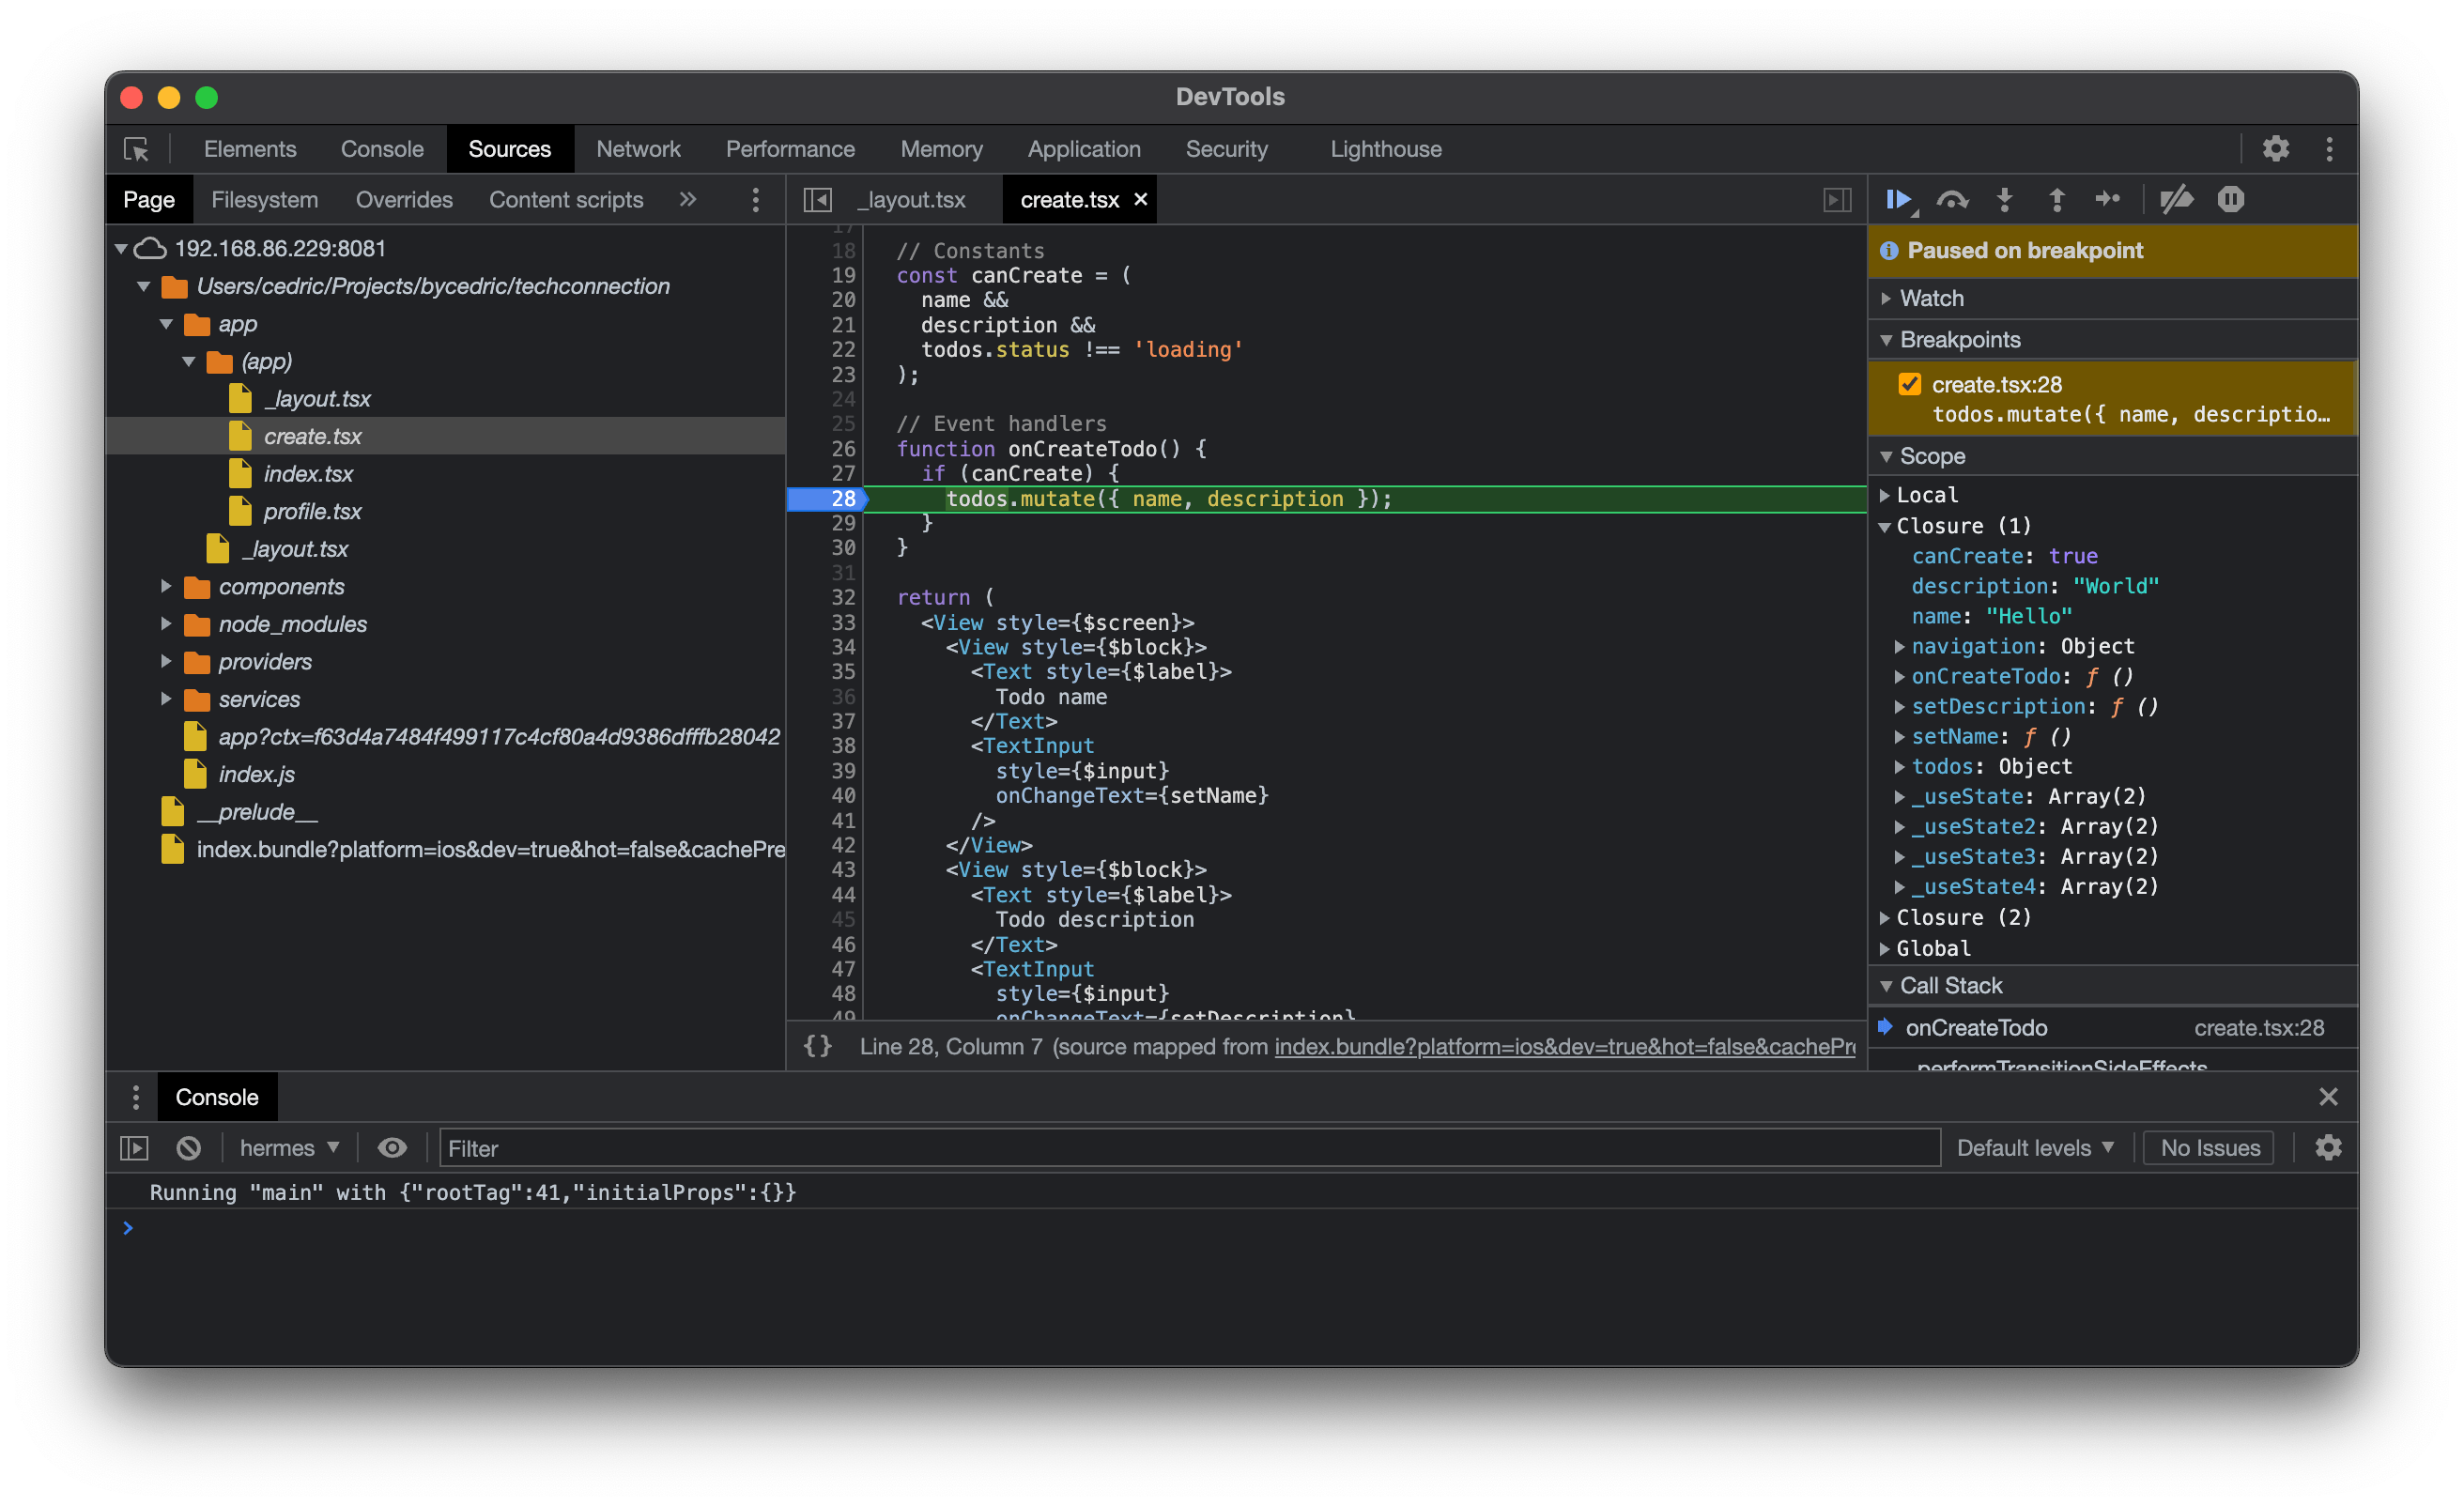 DevTools
Elements Console Sources Network Performance Memory Application Security Lighthouse
Page Filesystem Overrides Content scripts »
192.168.86.229:8081
Users/cedric/Projects/bycedric/techconnection
app
(app)
_layout.tsx
create.tsx
index.tsx
profile.tsx
_layout.tsx
components
node_modules
providers
services
app?ctx=f63d4a7484f499117c4cf80a4d9386dfffb28042
index.js
__prelude__
index.bundle?platform=ios&dev=true&hot=false&cachePre
_layout.tsx create.tsx ×
17
18 // Constants
19 const canCreate = (
20 name &&
21 description &&
22 todos.status !== 'loading'
23 );
24
25 // Event handlers
26 function onCreateTodo() {
27 if (canCreate) {
28 todos.mutate({ name, description });
29 }
30 }
31
32 return (
33 <View style={$screen}>
34 <View style={$block}>
35 <Text style={$label}>
36 Todo name
37 </Text>
38 <TextInput
39 style={$input}
40 onChangeText={setName}
41 />
42 </View>
43 <View style={$block}>
44 <Text style={$label}>
45 Todo description
46 </Text>
47 <TextInput
48 style={$input}
49 onChangeText={setDescription}
{} Line 28, Column 7 (source mapped from index.bundle?platform=ios&dev=true&hot=false&cachePre
Paused on breakpoint
Watch
Breakpoints
create.tsx:28
todos.mutate({ name, descriptio…
Scope
Local
Closure (1)
canCreate: true
description: "World"
name: "Hello"
navigation: Object
onCreateTodo: ƒ ()
setDescription: ƒ ()
setName: ƒ ()
todos: Object
_useState: Array(2)
_useState2: Array(2)
_useState3: Array(2)
_useState4: Array(2)
Closure (2)
Global
Call Stack
onCreateTodo create.tsx:28
performTransitionSideEffects
Console
hermes Filter Default levels No Issues
Running "main" with {"rootTag":41,"initialProps":{}}